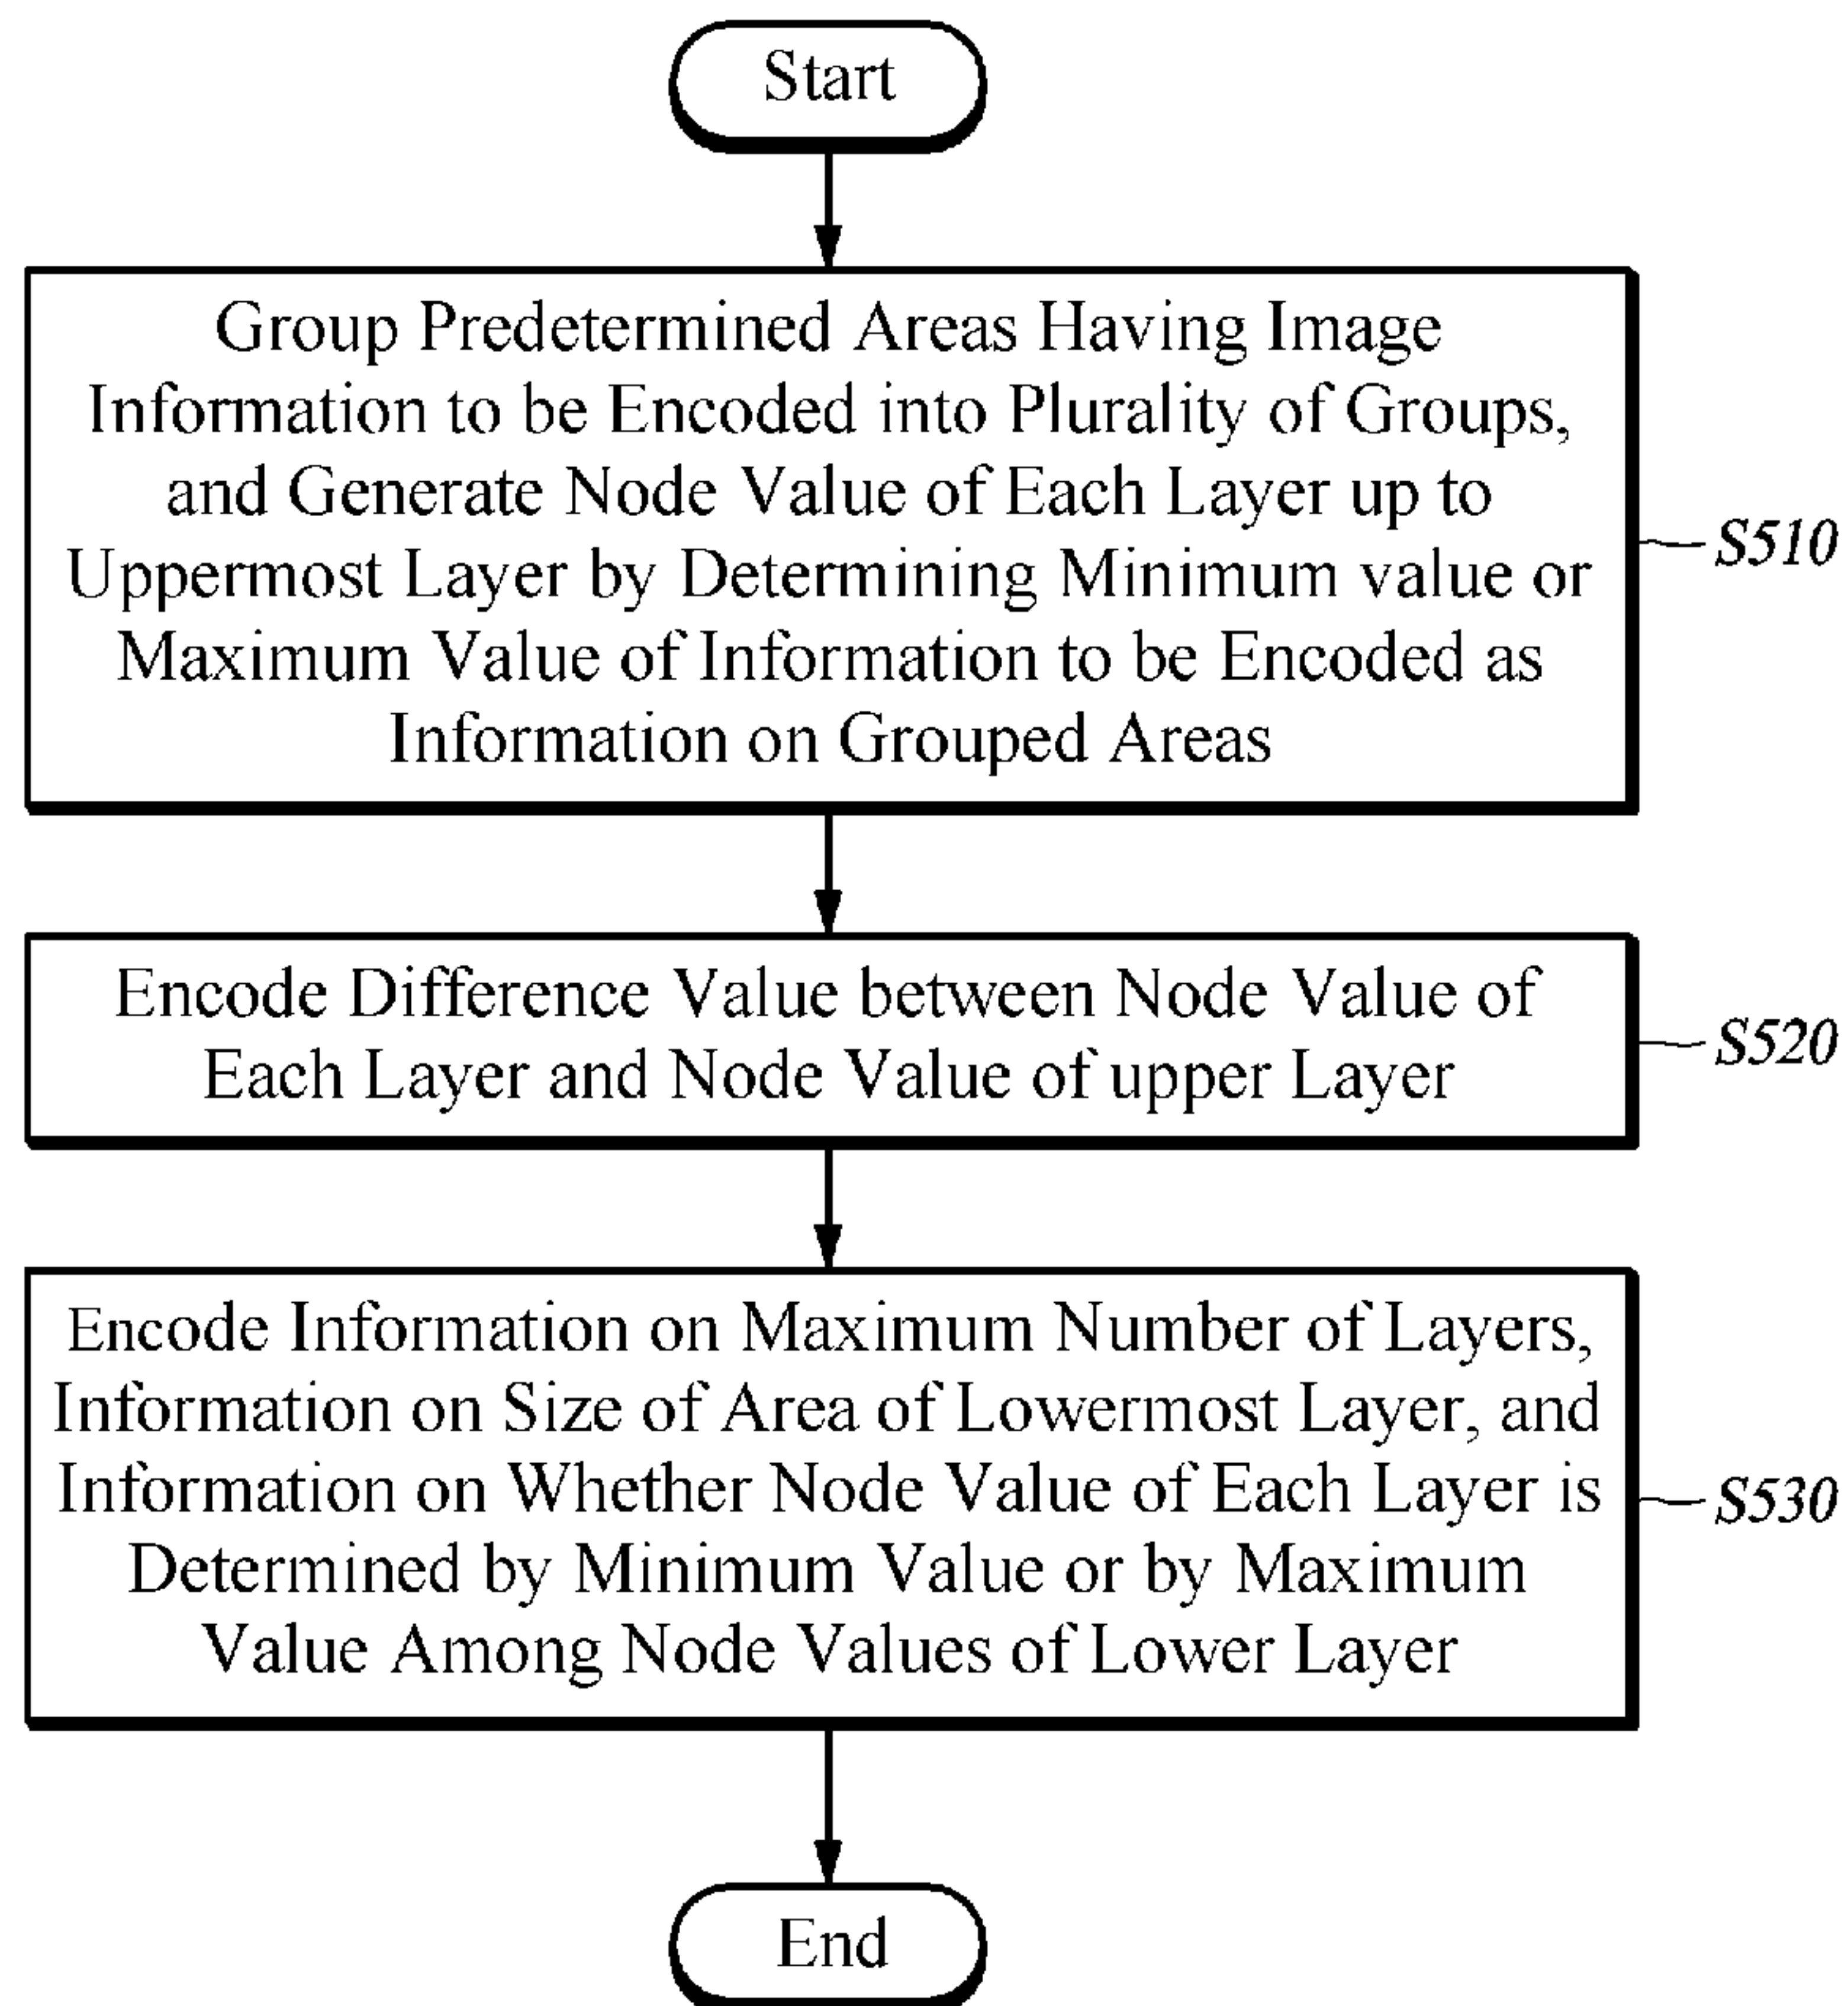 Start
Group Predetermined Areas Having Image
Information to be Encoded into Plurality of Groups,
and Generate Node Value of Each Layer up to
Uppermost Layer by Determining Minimum value or
Maximum Value of Information to be Encoded as
Information on Grouped Areas
S510
Encode Difference Value between Node Value of
Each Layer and Node Value of upper Layer
S520
Encode Information on Maximum Number of Layers,
Information on Size of Area of Lowermost Layer, and
Information on Whether Node Value of Each Layer is
Determined by Minimum Value or by Maximum
Value Among Node Values of Lower Layer
S530
End